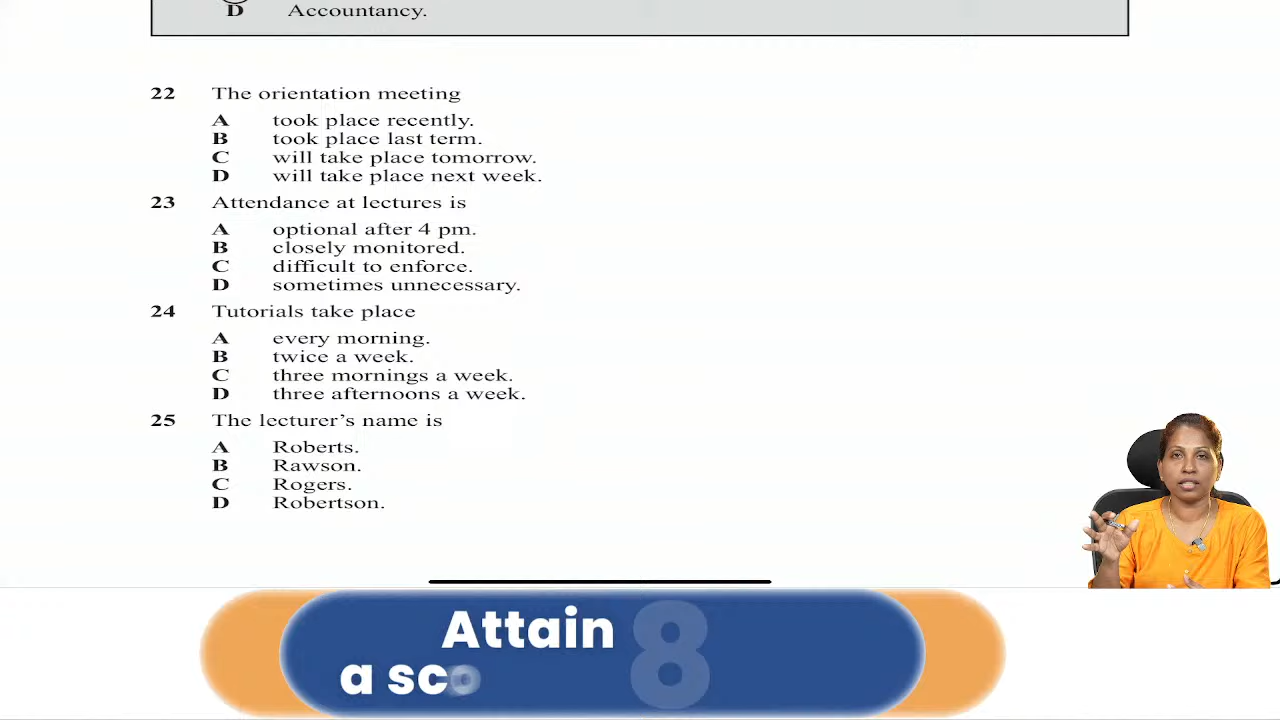 D Accountancy.
22 The orientation meeting
A took place recently.
B took place last term.
C will take place tomorrow.
D will take place next week.
23 Attendance at lectures is
A optional after 4 pm.
B closely monitored.
C difficult to enforce.
D sometimes unnecessary.
24 Tutorials take place
A every morning.
B twice a week.
C three mornings a week.
D three afternoons a week.
25 The lecturer's name is
A Roberts.
B Rawson.
C Rogers.
D Robertson.
Attain 8
a sco